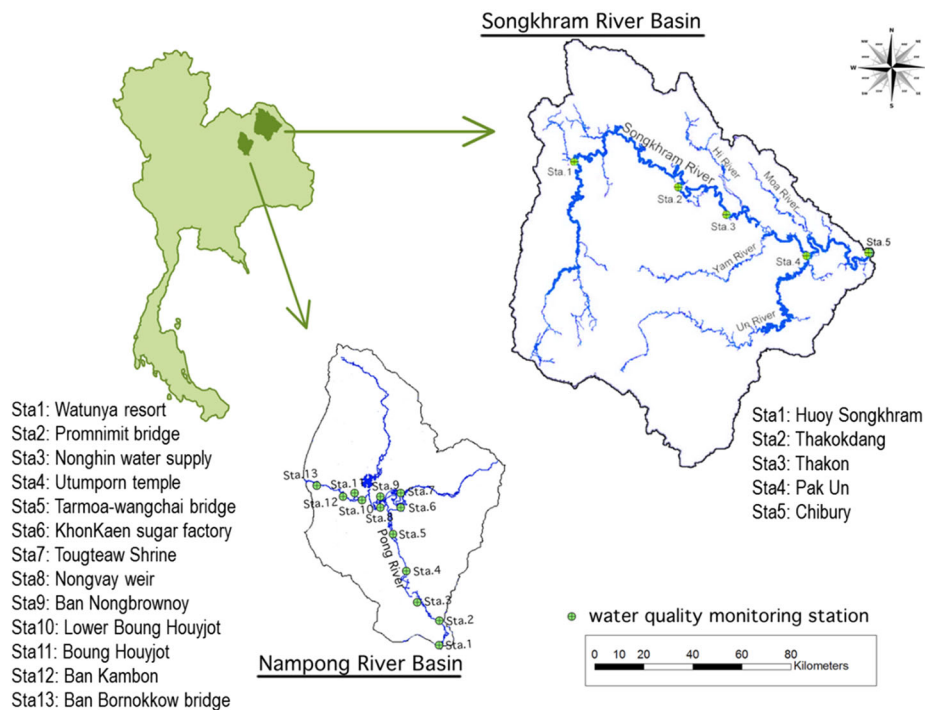 Songkhram River Basin
N
W
E
S
Songkhram River
Hi River
Moa River
Sta.1
Sta.2
Sta.3
Sta.4
Sta.5
Yam River
Un River
Sta1: Watunya resort
Sta2: Promnimit bridge
Sta3: Nonghin water supply
Sta4: Utumporn temple
Sta5: Tarmoa-wangchai bridge
Sta6: KhonKaen sugar factory
Sta7: Tougteaw Shrine
Sta8: Nongvay weir
Sta9: Ban Nongbrownoy
Sta10: Lower Boung Houyjot
Sta11: Boung Houyjot
Sta12: Ban Kambon
Sta13: Ban Bornokkow bridge
Sta.13
Sta.11
Sta.9
Sta.7
Sta.12
Sta.10
Sta.8
Sta.6
Sta.5
Pong River
Sta.4
Sta.3
Sta.2
Sta.1
Nampong River Basin
Sta1: Huoy Songkhram
Sta2: Thakokdang
Sta3: Thakon
Sta4: Pak Un
Sta5: Chibury
water quality monitoring station
0 10 20 40 60 80
Kilometers